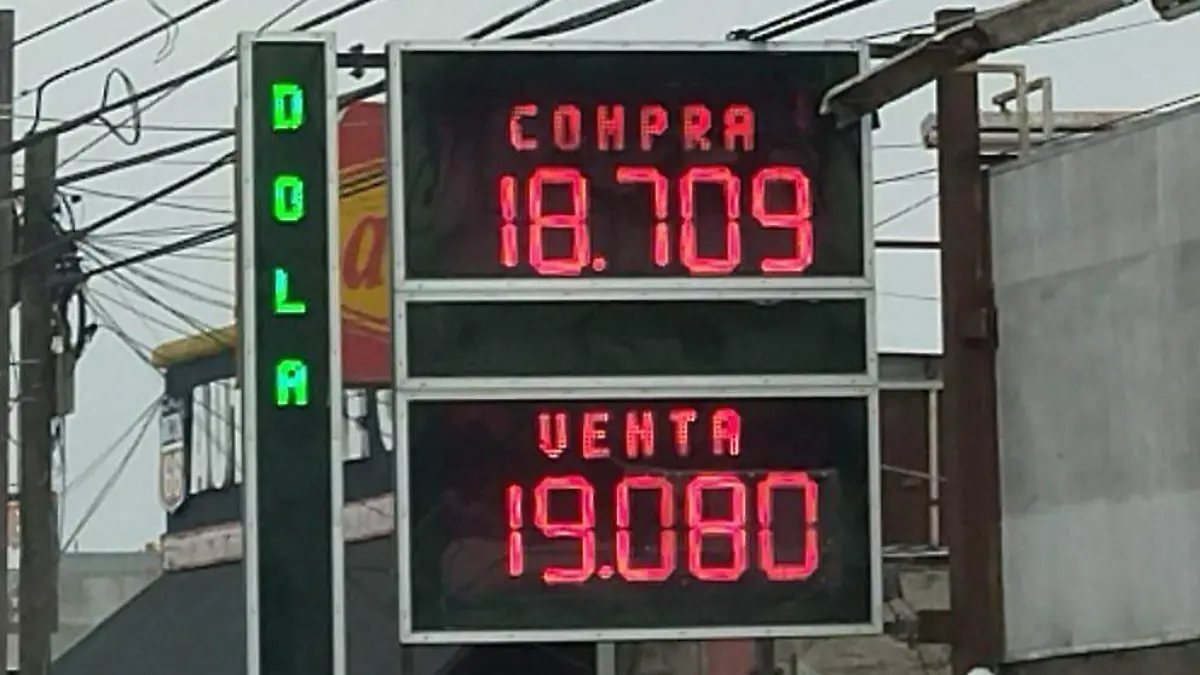 DOLA
COMPRA
18.709
VENTA
19.080